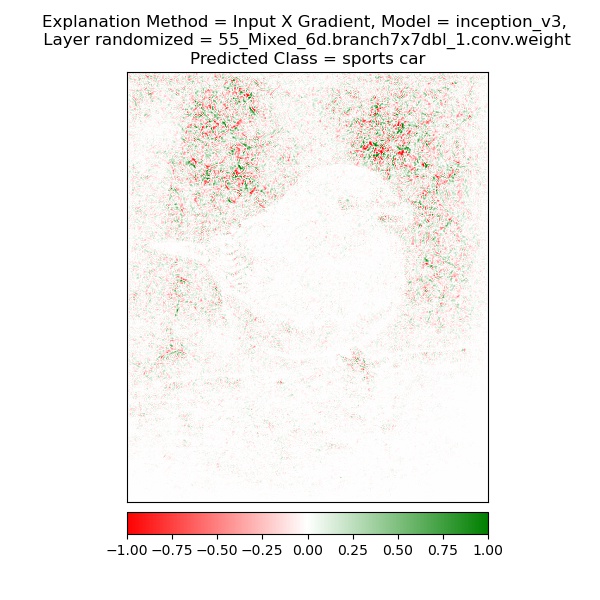 Explanation Method = Input X Gradient, Model = inception_v3,
Layer randomized = 55_Mixed_6d.branch7x7dbl_1.conv.weight
Predicted Class = sports car
−1.00 −0.75 −0.50 −0.25 0.00 0.25 0.50 0.75 1.00